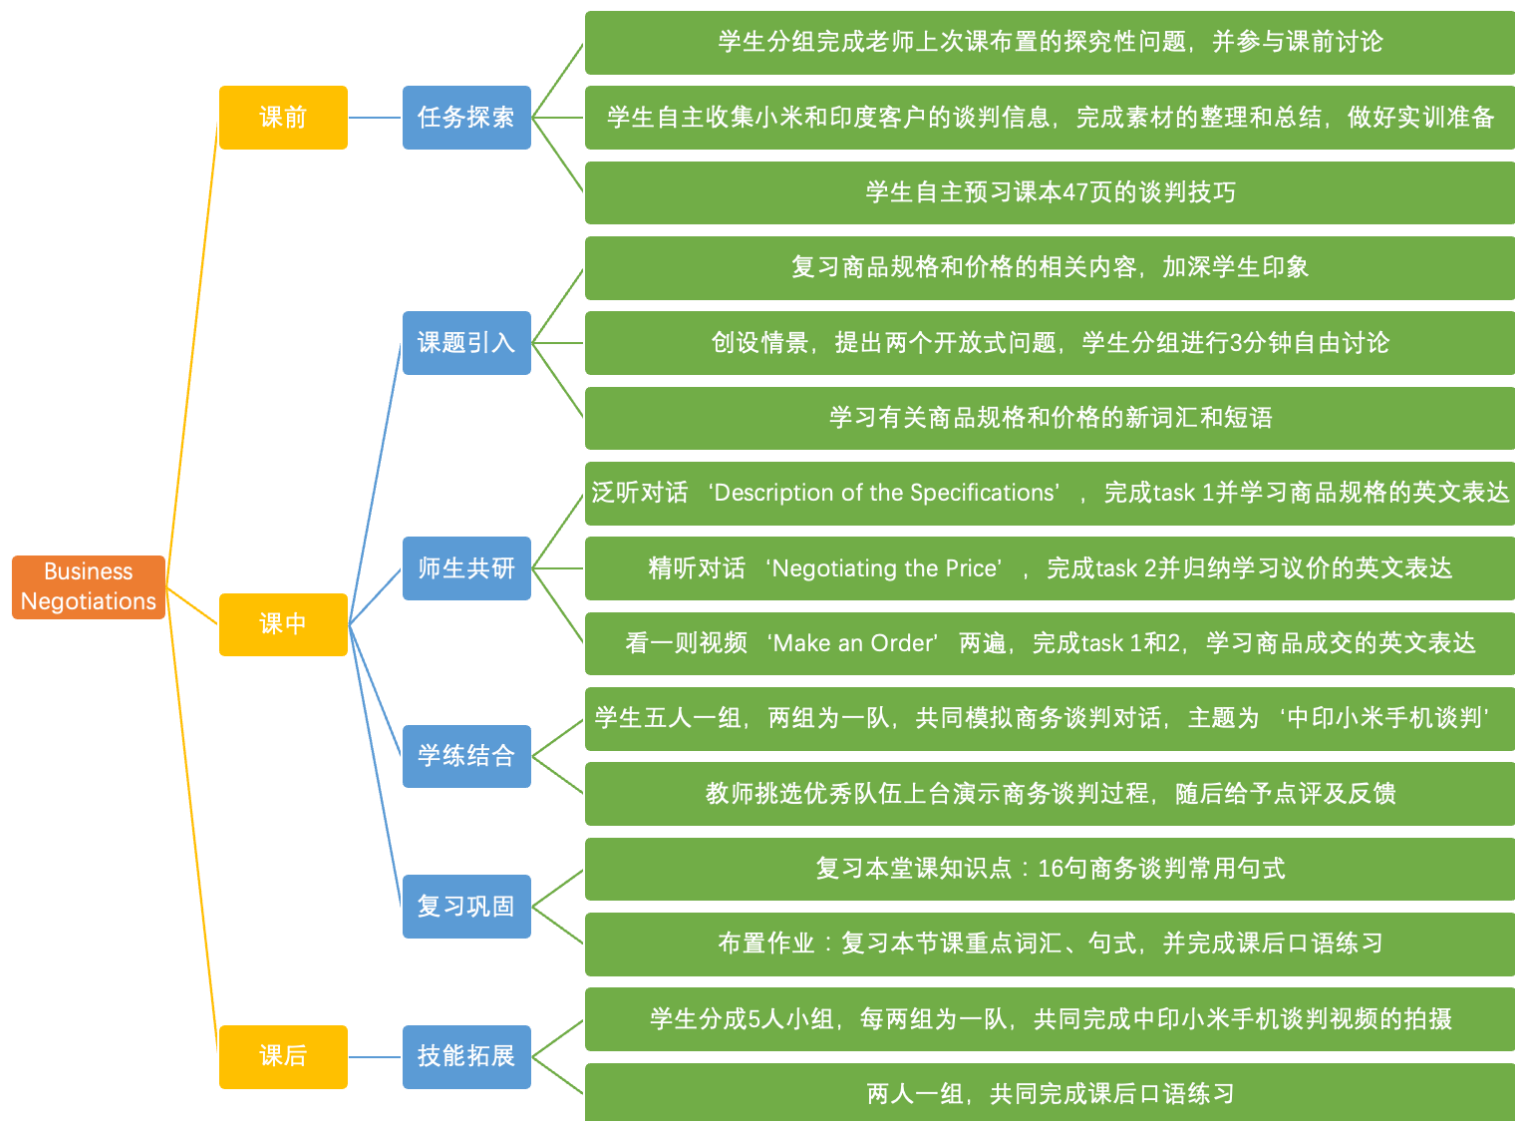 Business
Negotiations
课前
任务探索
学生分组完成老师上次课布置的探究性问题，并参与课前讨论
学生自主收集小米和印度客户的谈判信息，完成素材的整理和总结，做好实训准备
学生自主预习课本47页的谈判技巧
课中
课题引入
复习商品规格和价格的相关内容，加深学生印象
创设情景，提出两个开放式问题，学生分组进行3分钟自由讨论
学习有关商品规格和价格的新词汇和短语
师生共研
泛听对话 ‘Description of the Specifications’ ，完成task 1并学习商品规格的英文表达
精听对话 ‘Negotiating the Price’ ，完成task 2并归纳学习议价的英文表达
看一则视频 ‘Make an Order’ 两遍，完成task 1和2，学习商品成交的英文表达
学练结合
学生五人一组，两组为一队，共同模拟商务谈判对话，主题为 ‘中印小米手机谈判’
教师挑选优秀队伍上台演示商务谈判过程，随后给予点评及反馈
复习巩固
复习本堂课知识点：16句商务谈判常用句式
布置作业：复习本节课重点词汇、句式，并完成课后口语练习
课后
技能拓展
学生分成5人小组，每两组为一队，共同完成中印小米手机谈判视频的拍摄
两人一组，共同完成课后口语练习